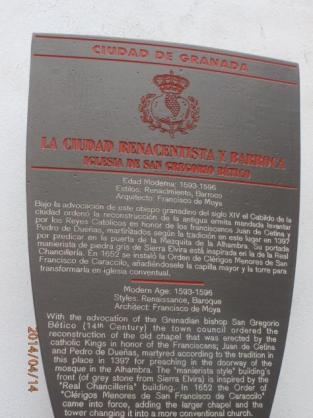 CIUDAD DE GRANADA
LA CIUDAD RENACENTISTA Y BARROCA
IGLESIA DE SAN GREGORIO BÉTICO
Edad Moderna: 1593-1596
Estilos: Renacimiento, Barroco
Arquitecto: Francisco de Moya
Bajo la advocación de este obispo granadino del siglo XIV el Cabildo de la
ciudad ordenó la reconstrucción de la antigua ermita mandada levantar
por los Reyes Católicos en honor de los franciscanos Juan de Cetina y
Pedro de Dueñas, martirizados según la tradición en este lugar en 1397
por predicar en la puerta de la Mezquita de la Alhambra. Su portada
manierista de piedra gris de Sierra Elvira está inspirada en la de la Real
Chancillería. En 1652 se instaló la Orden de Clérigos Menores de San
Francisco de Caracciolo, añadiéndosele la capilla mayor y la torre para
transformarla en iglesia conventual.
Modern Age: 1593-1596
Styles: Renaissance, Baroque
Architect: Francisco de Moya
With the advocation of the Grenadian bishop San Gregorio
Bético (14th Century) the town council ordered the
reconstruction of the old chapel that was erected by the
catholic Kings in honor of the Franciscans; Juan de Cetina
and Pedro de Dueñas, martyred according to the tradition in
this place in 1397 for preaching in the doorway of the
mosque in the Alhambra. The "manierista style" building's
front (of grey stone from Sierra Elvira) is inspired by the
"Real Chancillería" building. In 1652 the Order of
"Clérigos Menores de San Francisco de Caracciolo"
came into force, adding the larger chapel and the
tower changing it into a more conventional church.
2014/04/14